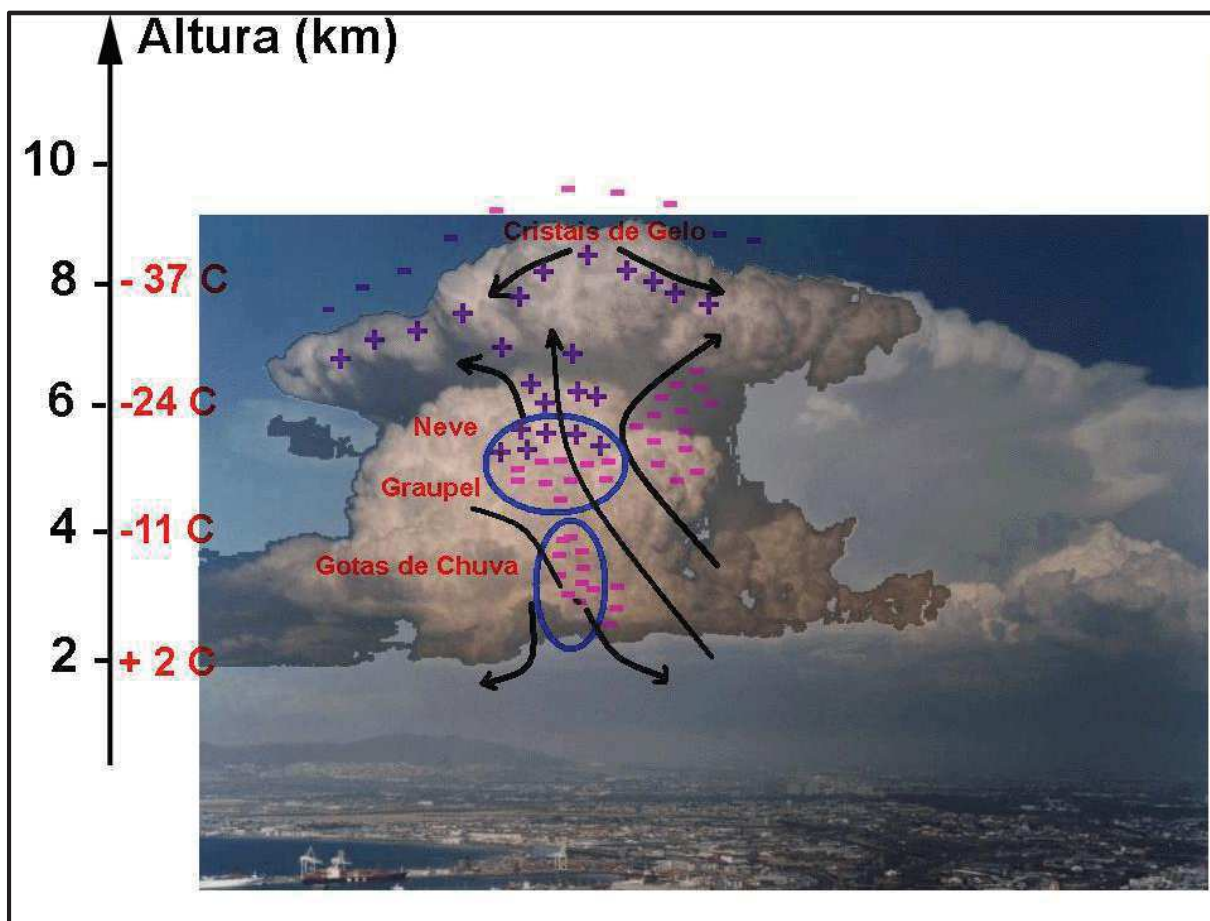 Altura (km)
10 -
Cristais de Gelo
8 - - 37 C
6 - -24 C
Neve
Graupel
4 - -11 C
Gotas de Chuva
2 - + 2 C